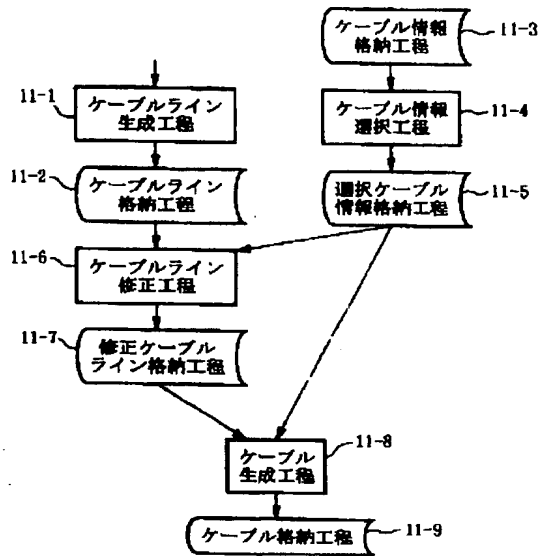 ケーブル情報
格納工程
11-3
11-1
ケーブルライン
生成工程
ケーブル情報
選択工程
11-4
11-2
ケーブルライン
格納工程
選択ケーブル
情報格納工程
11-5
11-6
ケーブルライン
修正工程
11-7
修正ケーブル
ライン格納工程
ケーブル
生成工程
11-8
ケーブル格納工程
11-9